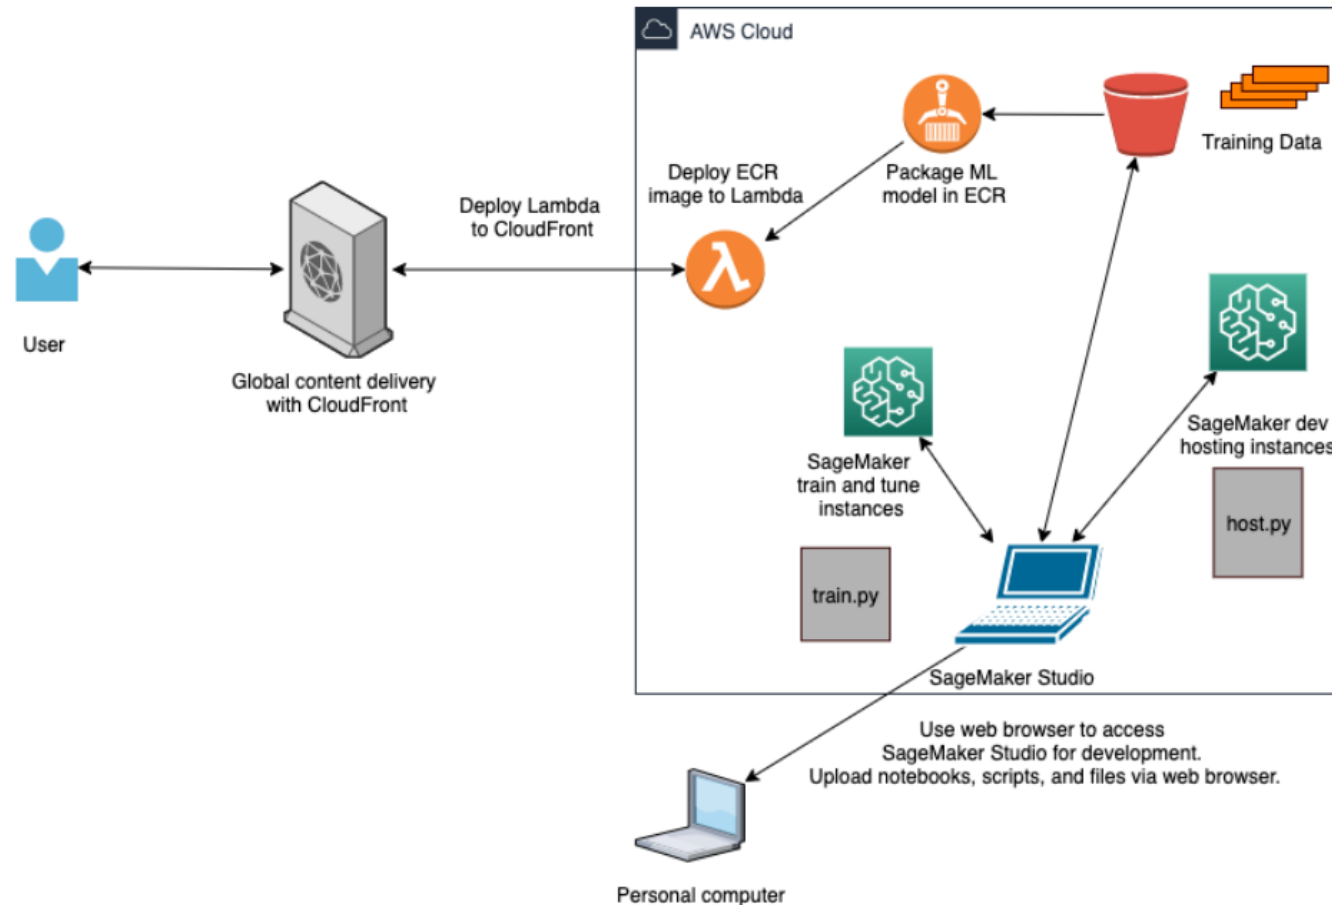 AWS Cloud
Training Data
Package ML
model in ECR
Deploy ECR
image to Lambda
Deploy Lambda
to CloudFront
User
Global content delivery
with CloudFront
SageMaker dev
hosting instances
host.py
SageMaker
train and tune
instances
train.py
SageMaker Studio
Use web browser to access
SageMaker Studio for development.
Upload notebooks, scripts, and files via web browser.
Personal computer